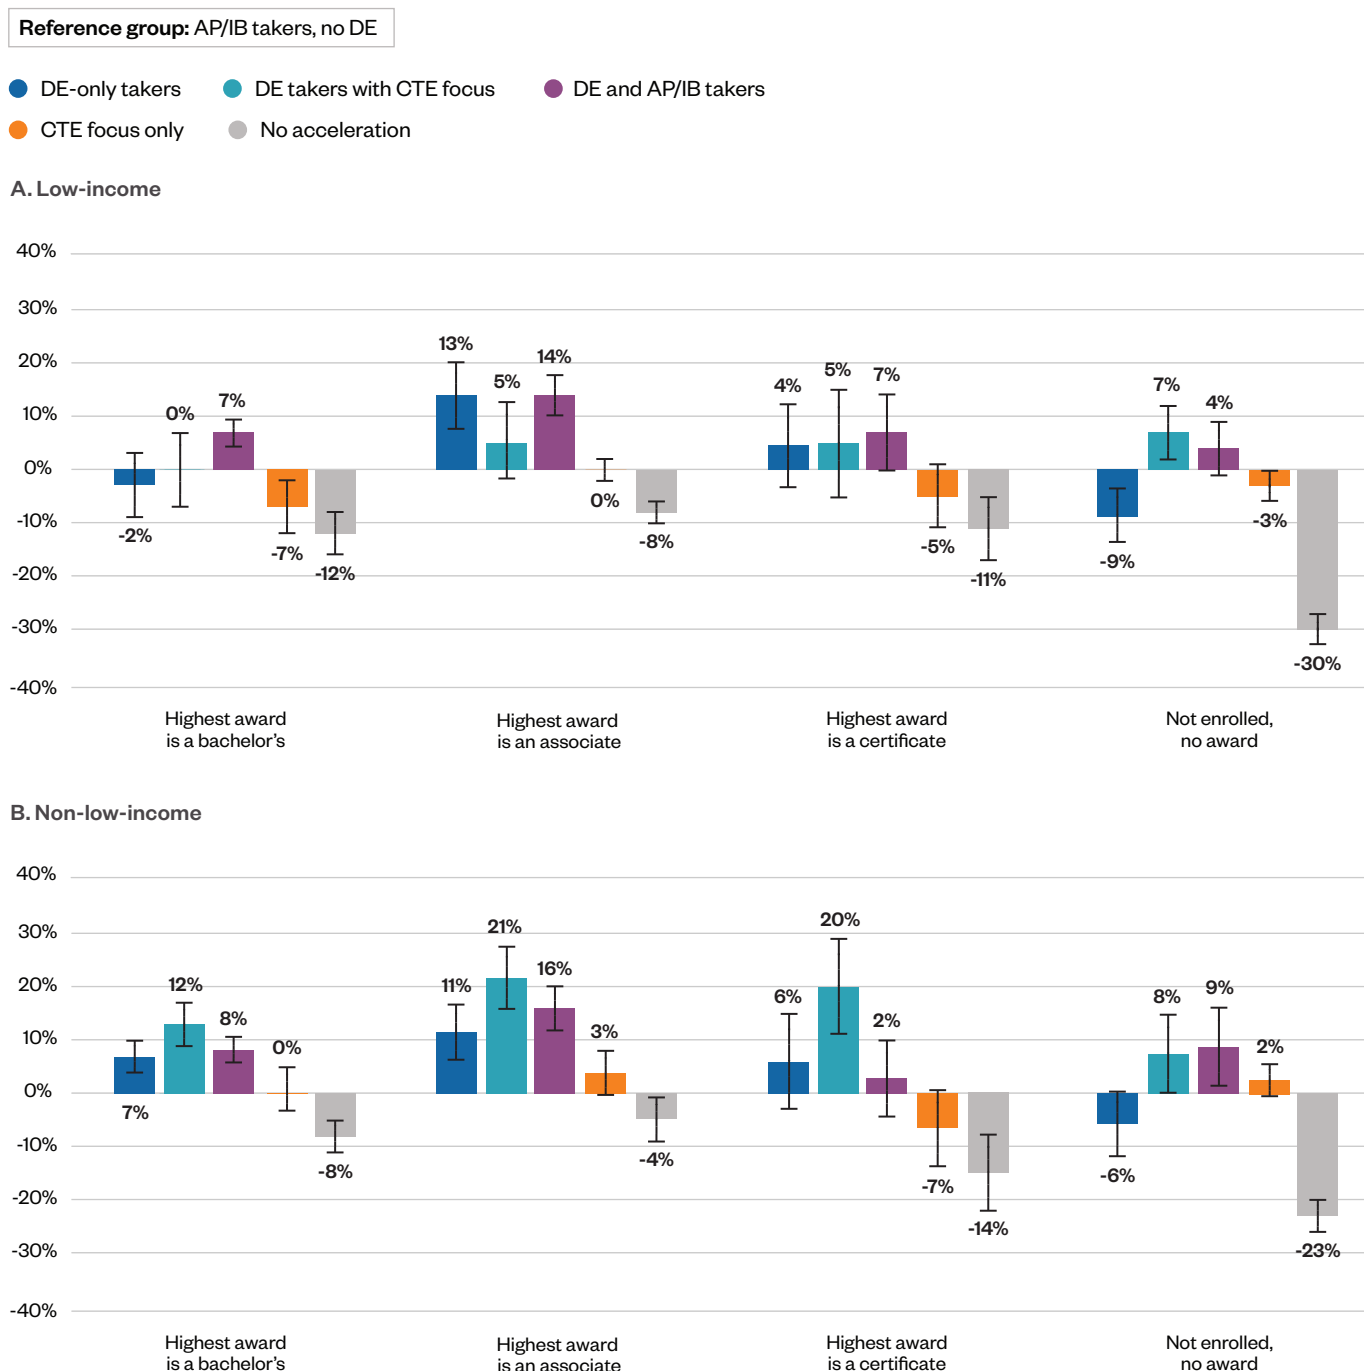 Reference group: AP/IB takers, no DE
DE-only takers
DE takers with CTE focus
DE and AP/IB takers
CTE focus only
No acceleration
A. Low-income
40%
30%
20%
10%
0%
-10%
-20%
-30%
-40%
-2%
0%
7%
-7%
-12%
13%
5%
14%
0%
-8%
4%
5%
7%
-5%
-11%
-9%
7%
4%
-3%
-30%
Highest award
is a bachelor's
Highest award
is an associate
Highest award
is a certificate
Not enrolled,
no award
B. Non-low-income
40%
30%
20%
10%
0%
-10%
-20%
-30%
-40%
7%
12%
8%
0%
-8%
11%
21%
16%
3%
-4%
6%
20%
2%
-7%
-14%
-6%
8%
9%
2%
-23%
Highest award
is a bachelor's
Highest award
is an associate
Highest award
is a certificate
Not enrolled,
no award